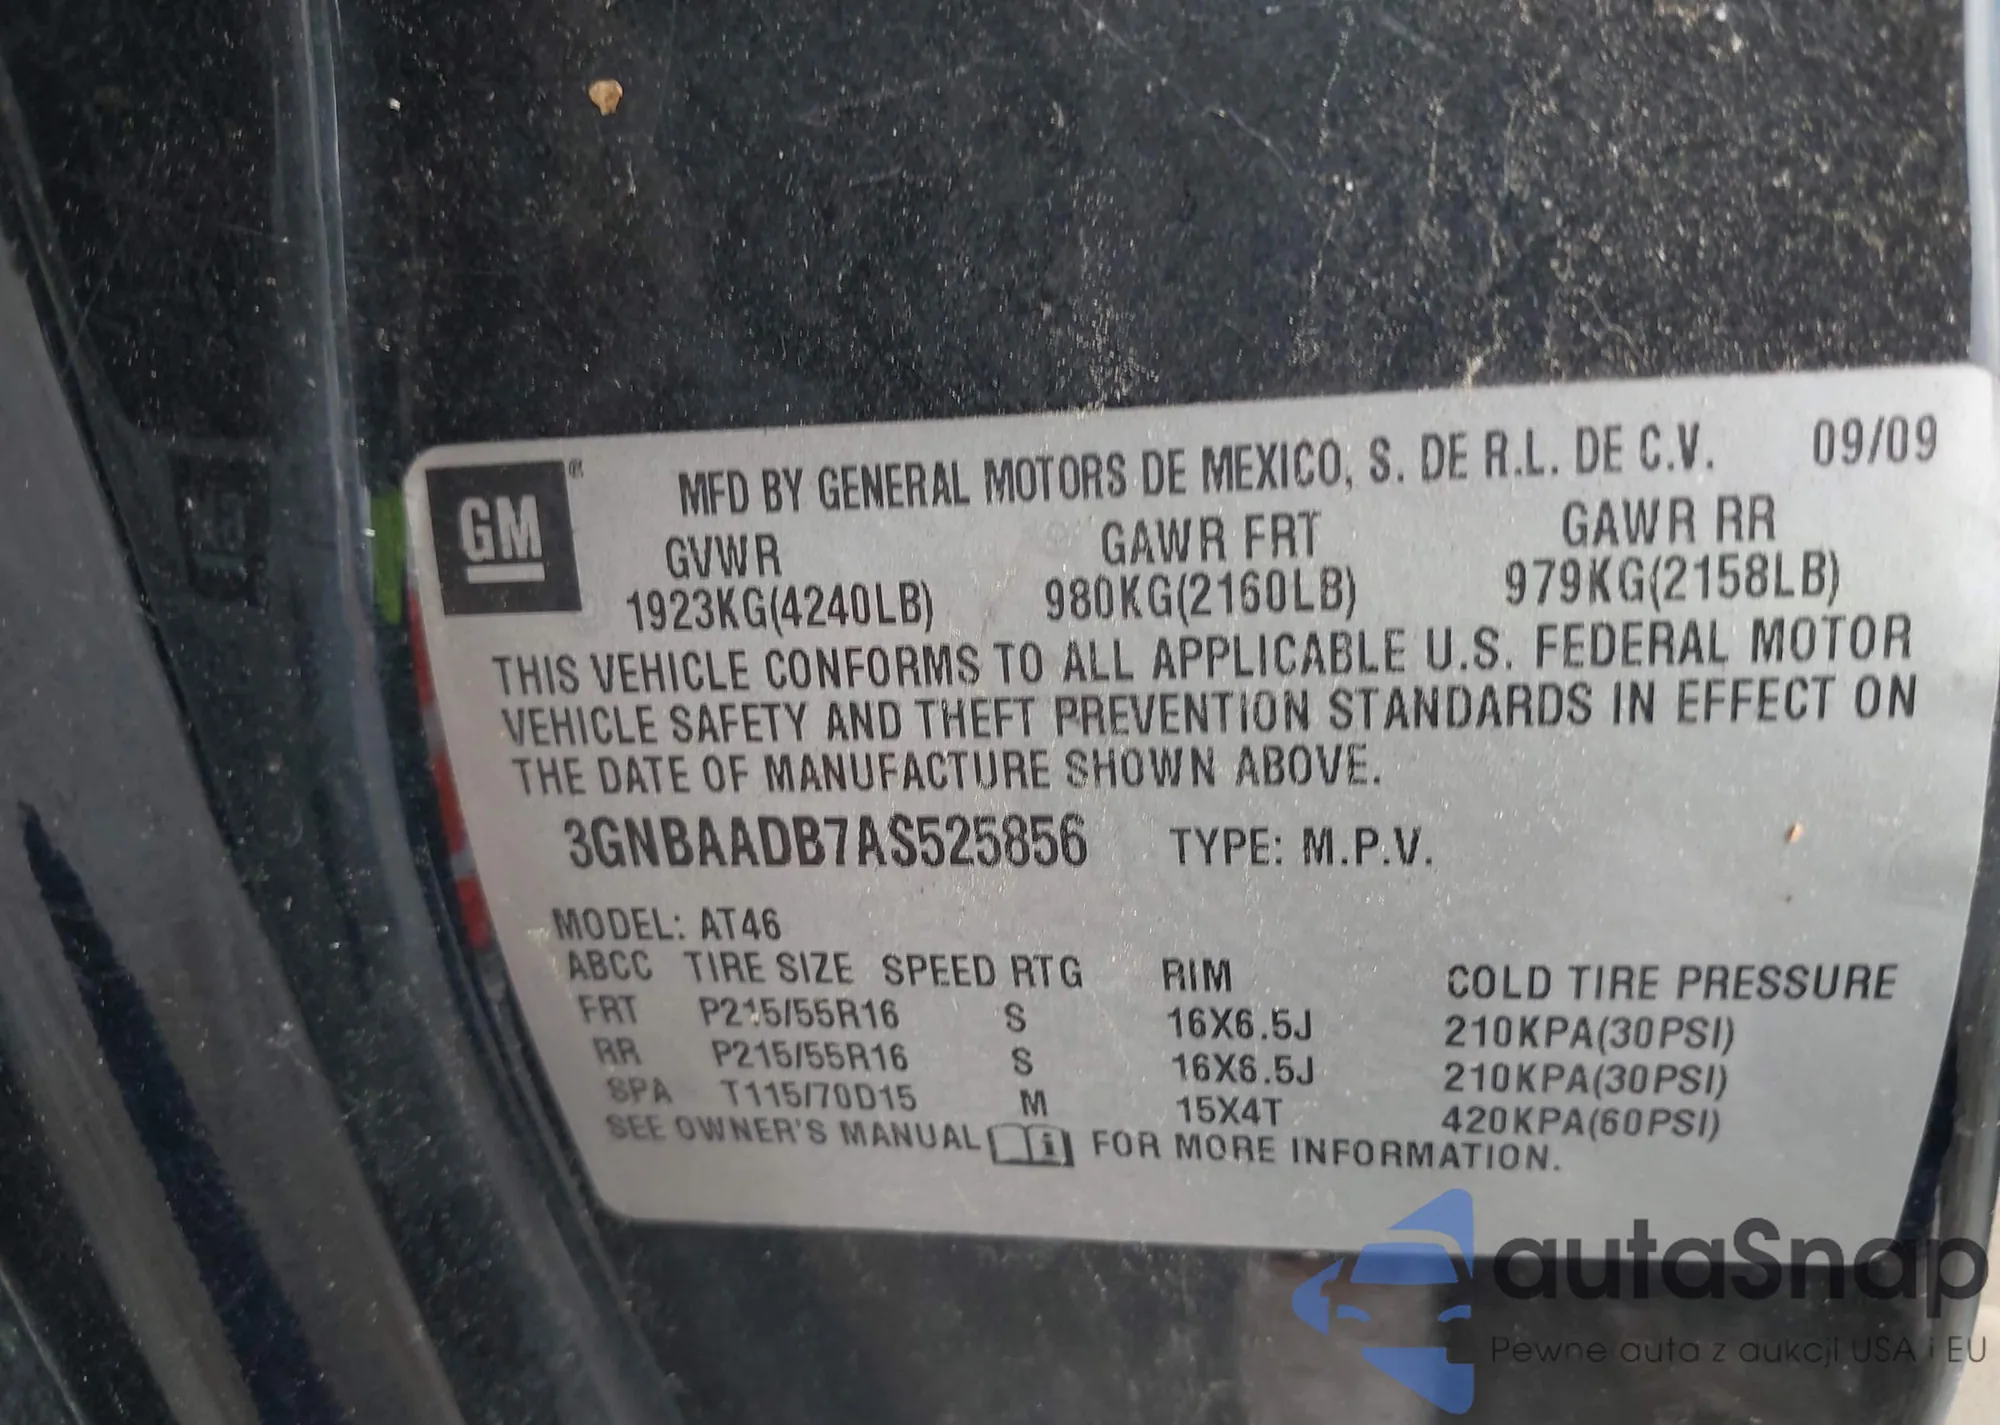 GM®
MFD BY GENERAL MOTORS DE MEXICO, S. DE R.L. DE C.V. 09/09
GVWR GAWR FRT GAWR RR
1923KG(4240LB) 980KG(2160LB) 979KG(2158LB)
THIS VEHICLE CONFORMS TO ALL APPLICABLE U.S. FEDERAL MOTOR
VEHICLE SAFETY AND THEFT PREVENTION STANDARDS IN EFFECT ON
THE DATE OF MANUFACTURE SHOWN ABOVE.
3GNBAADB7AS525856 TYPE: M.P.V.
MODEL: AT46
ABCC TIRE SIZE SPEED RTG RIM COLD TIRE PRESSURE
FRT P215/55R16 S 16X6.5J 210KPA(30PSI)
RR P215/55R16 S 16X6.5J 210KPA(30PSI)
SPA T115/70D15 M 15X4T 420KPA(60PSI)
SEE OWNER'S MANUAL FOR MORE INFORMATION.
autaSnap
Pewne auta z aukcji USA i EU